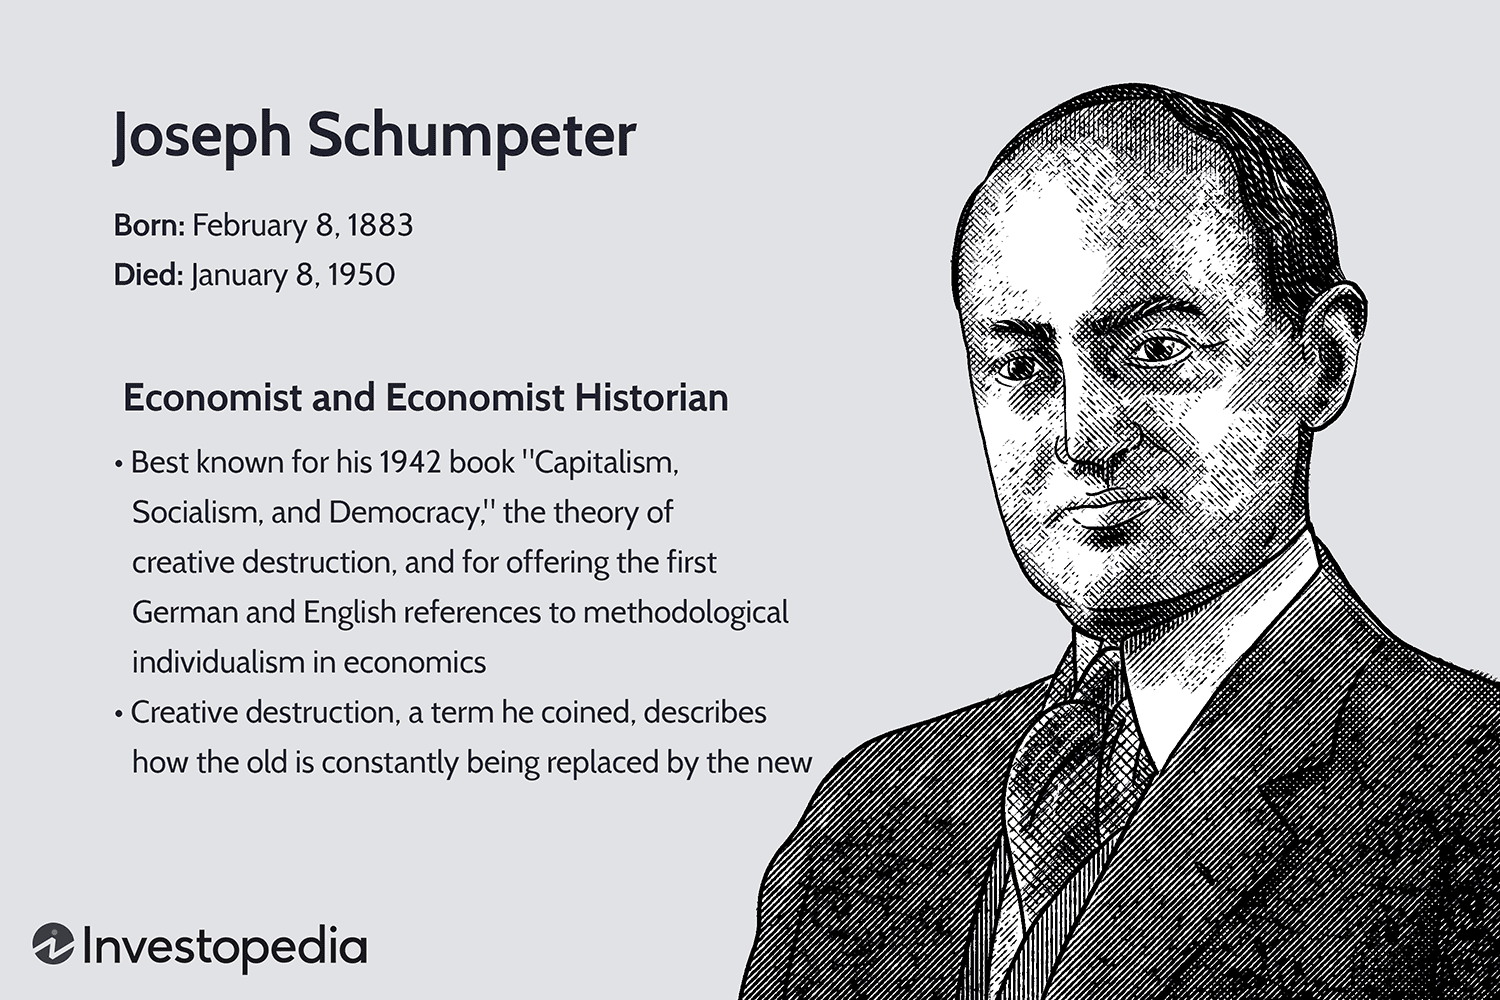 Joseph Schumpeter
Born: February 8, 1883
Died: January 8, 1950
Economist and Economist Historian
• Best known for his 1942 book "Capitalism,
Socialism, and Democracy," the theory of
creative destruction, and for offering the first
German and English references to methodological
individualism in economics
• Creative destruction, a term he coined, describes
how the old is constantly being replaced by the new
Investopedia